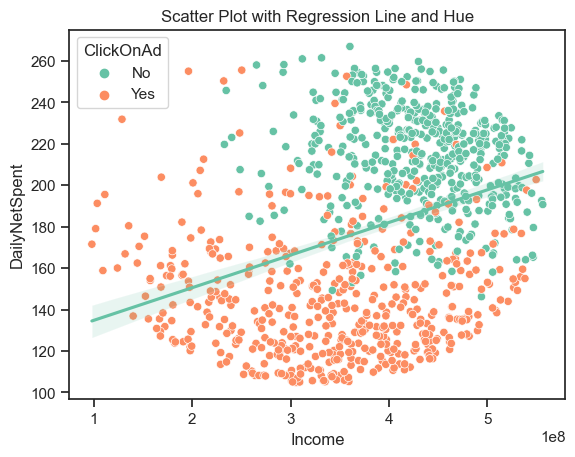 Scatter Plot with Regression Line and Hue
ClickOnAd
No
Yes
DailyNetSpent
260
240
220
200
180
160
140
120
100
1
2
3
4
5
1e8
Income